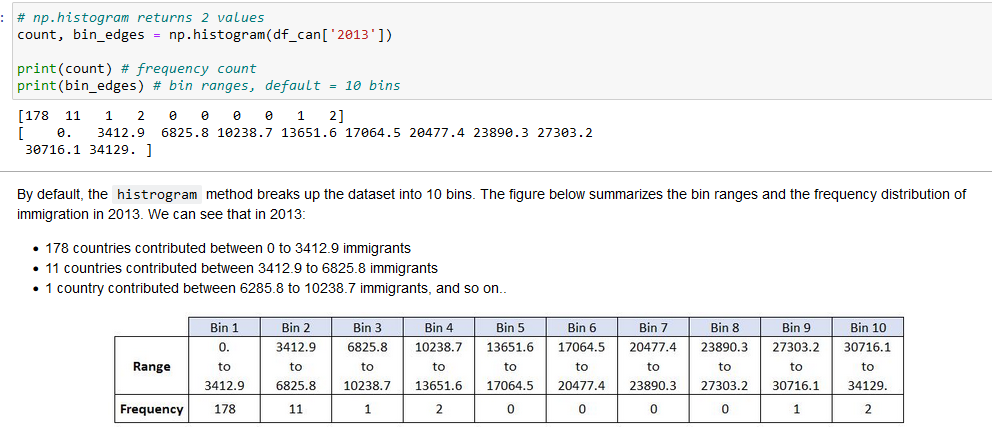 # np.histogram returns 2 values
count, bin_edges = np.histogram(df_can['2013'])
print(count) # frequency count
print(bin_edges) # bin ranges, default = 10 bins
[178  11   1   2   0   0   0   0   1   2]
[    0.   3412.9  6825.8 10238.7 13651.6 17064.5 20477.4 23890.3 27303.2
 30716.1 34129. ]
By default, the histrogram method breaks up the dataset into 10 bins. The figure below summarizes the bin ranges and the frequency distribution of
immigration in 2013. We can see that in 2013:
• 178 countries contributed between 0 to 3412.9 immigrants
• 11 countries contributed between 3412.9 to 6825.8 immigrants
• 1 country contributed between 6285.8 to 10238.7 immigrants, and so on..
Bin 1 Bin 2 Bin 3 Bin 4 Bin 5 Bin 6 Bin 7 Bin 8 Bin 9 Bin 10
0. 3412.9 6825.8 10238.7 13651.6 17064.5 20477.4 23890.3 27303.2 30716.1
Range to to to to to to to to to to
3412.9 6825.8 10238.7 13651.6 17064.5 20477.4 23890.3 27303.2 30716.1 34129.
Frequency 178 11 1 2 0 0 0 0 1 2